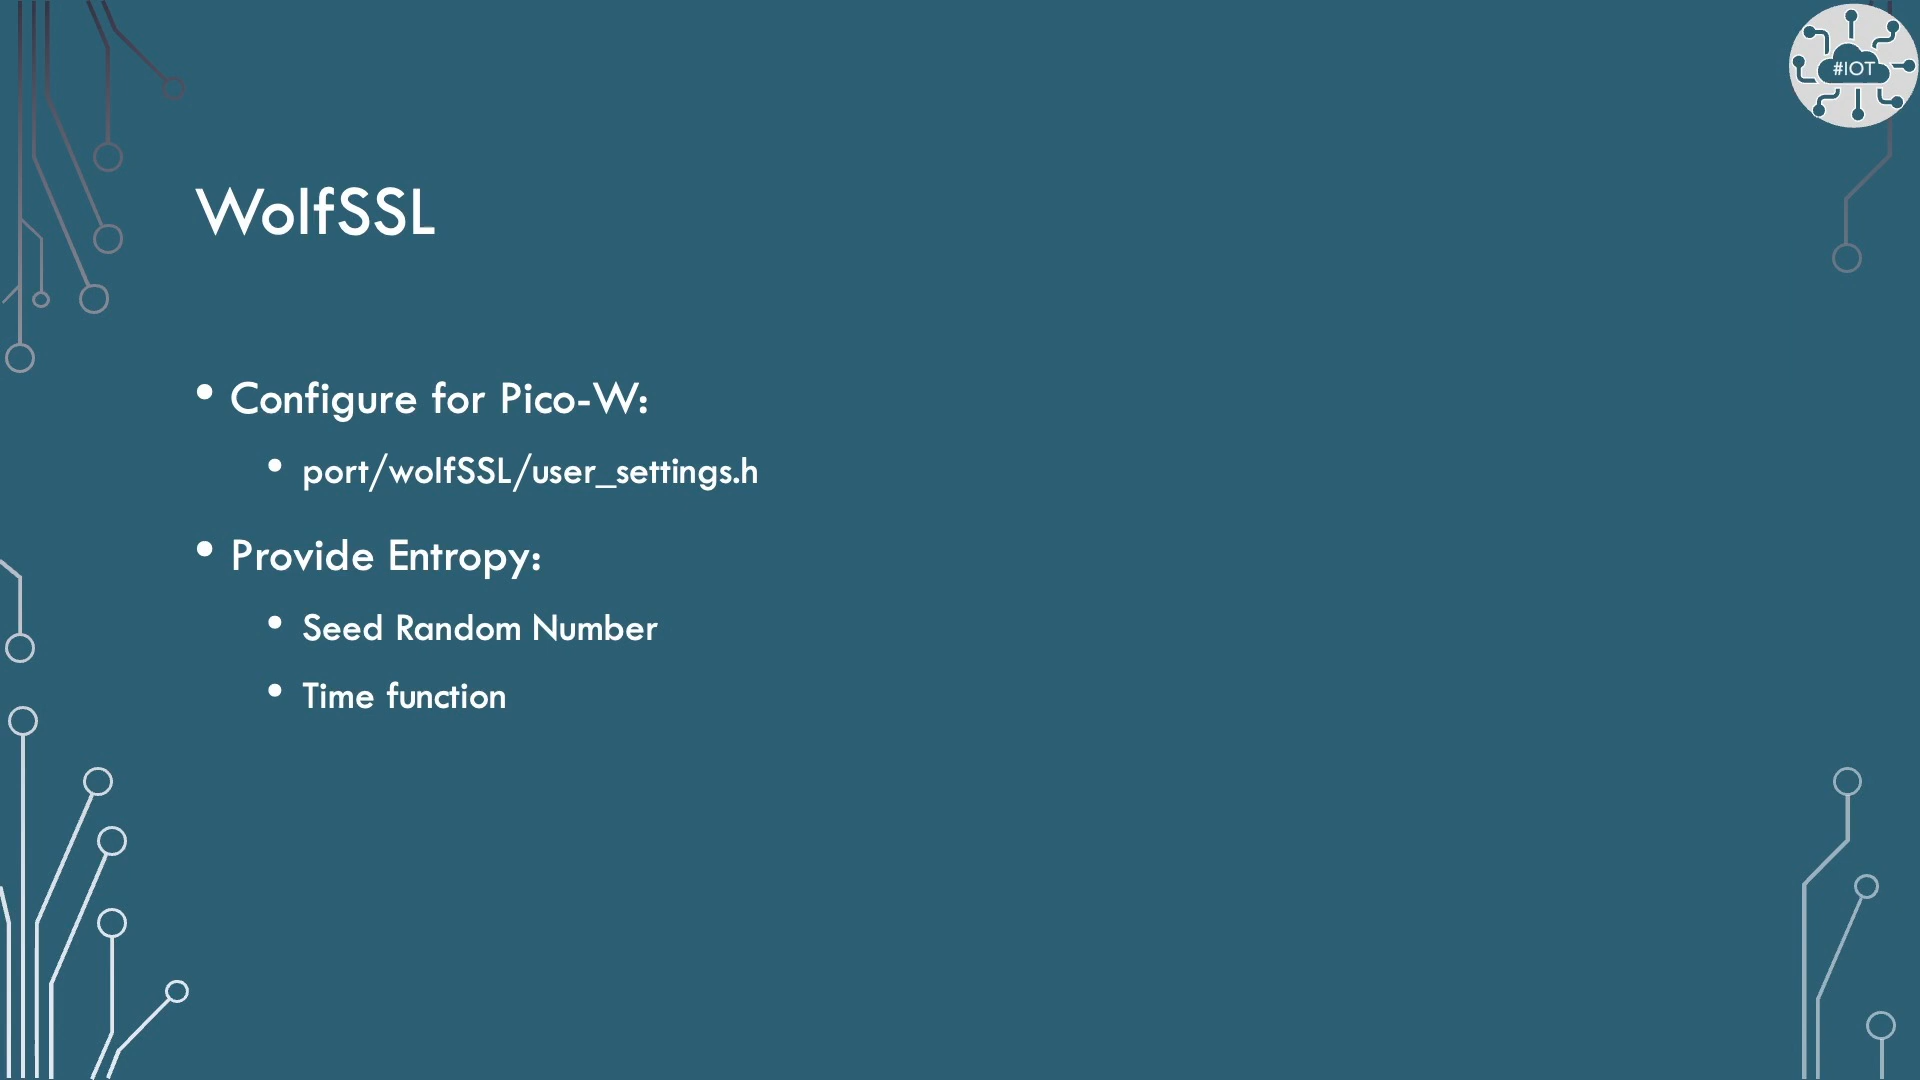 #IOT
WolfSSL
• Configure for Pico-W:
• port/wolfSSL/user_settings.h
• Provide Entropy:
• Seed Random Number
• Time function